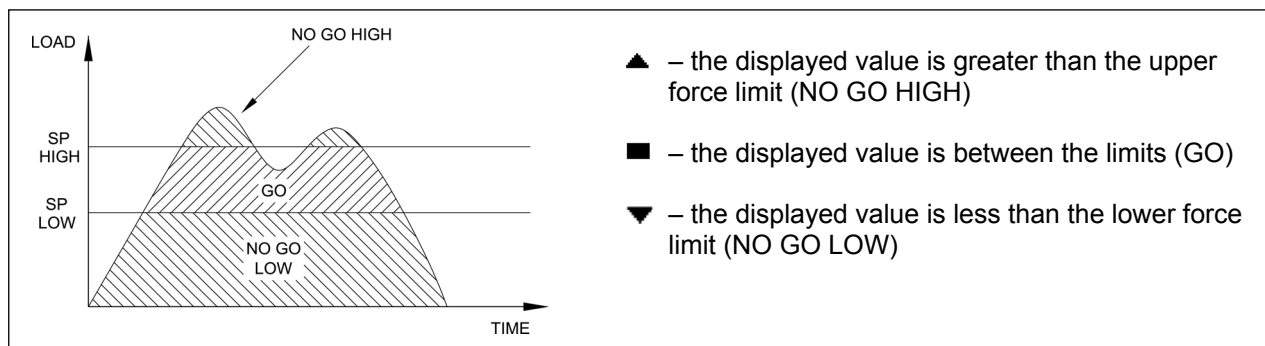 LOAD
NO GO HIGH
SP
HIGH
SP
LOW
GO
NO GO
LOW
TIME
– the displayed value is greater than the upper
force limit (NO GO HIGH)
– the displayed value is between the limits (GO)
– the displayed value is less than the lower force
limit (NO GO LOW)